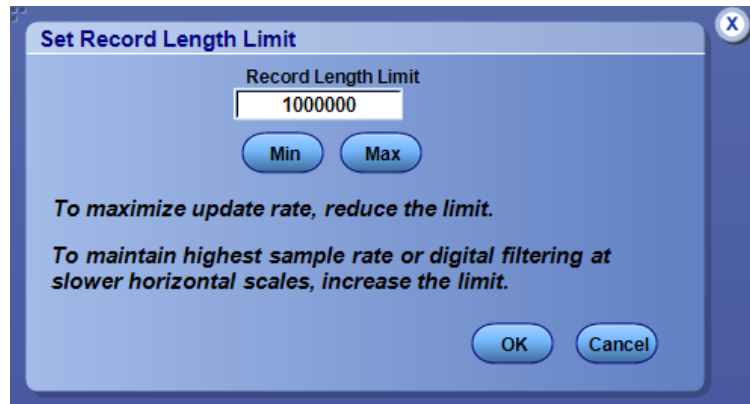 Set Record Length Limit
X
Record Length Limit
1000000
Min Max
To maximize update rate, reduce the limit.
To maintain highest sample rate or digital filtering at
slower horizontal scales, increase the limit.
OK Cancel